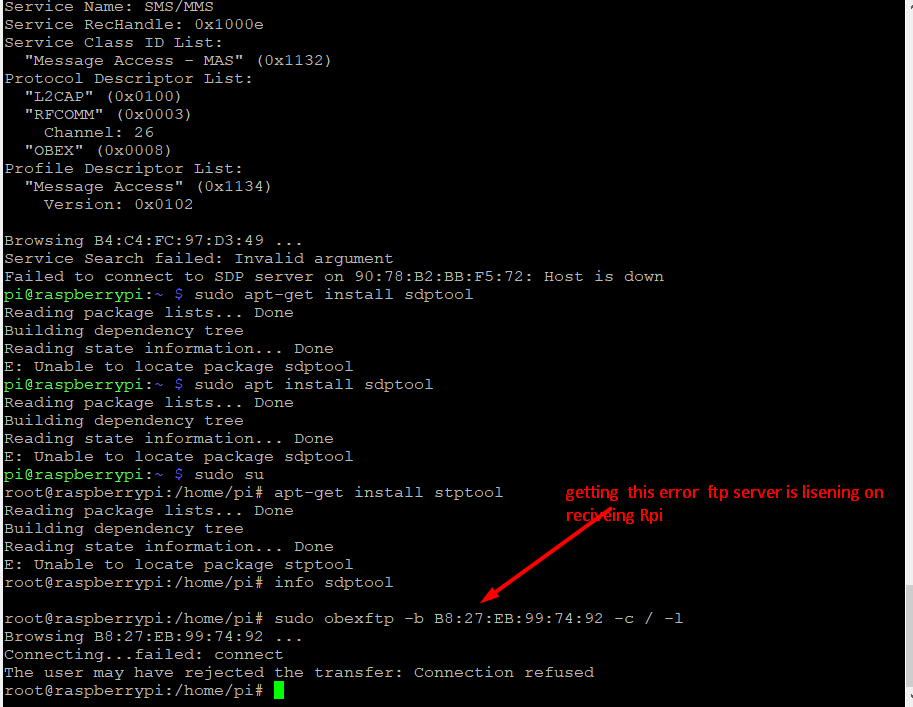 Service Name: SMS/MMS
Service RecHandle: 0x1000e
Service Class ID List:
  "Message Access - MAS" (0x1132)
Protocol Descriptor List:
  "L2CAP" (0x0100)
  "RFCOMM" (0x0003)
    Channel: 26
  "OBEX" (0x0008)
Profile Descriptor List:
  "Message Access" (0x1134)
    Version: 0x0102

Browsing B4:C4:FC:97:D3:49 ...
Service Search failed: Invalid argument
Failed to connect to SDP server on 90:78:B2:BB:F5:72: Host is down
pi@raspberrypi:~ $ sudo apt-get install sdptool
Reading package lists... Done
Building dependency tree
Reading state information... Done
E: Unable to locate package sdptool
pi@raspberrypi:~ $ sudo apt install sdptool
Reading package lists... Done
Building dependency tree
Reading state information... Done
E: Unable to locate package sdptool
pi@raspberrypi:~ $ sudo su
root@raspberrypi:/home/pi# apt-get install stptool
Reading package lists... Done
Building dependency tree
Reading state information... Done
E: Unable to locate package stptool
root@raspberrypi:/home/pi# info sdptool
getting  this error  ftp server is lisening on
reciveing Rpi

root@raspberrypi:/home/pi# sudo obexftp -b B8:27:EB:99:74:92 -c / -l
Browsing B8:27:EB:99:74:92 ...
Connecting...failed: connect
The user may have rejected the transfer: Connection refused
root@raspberrypi:/home/pi#